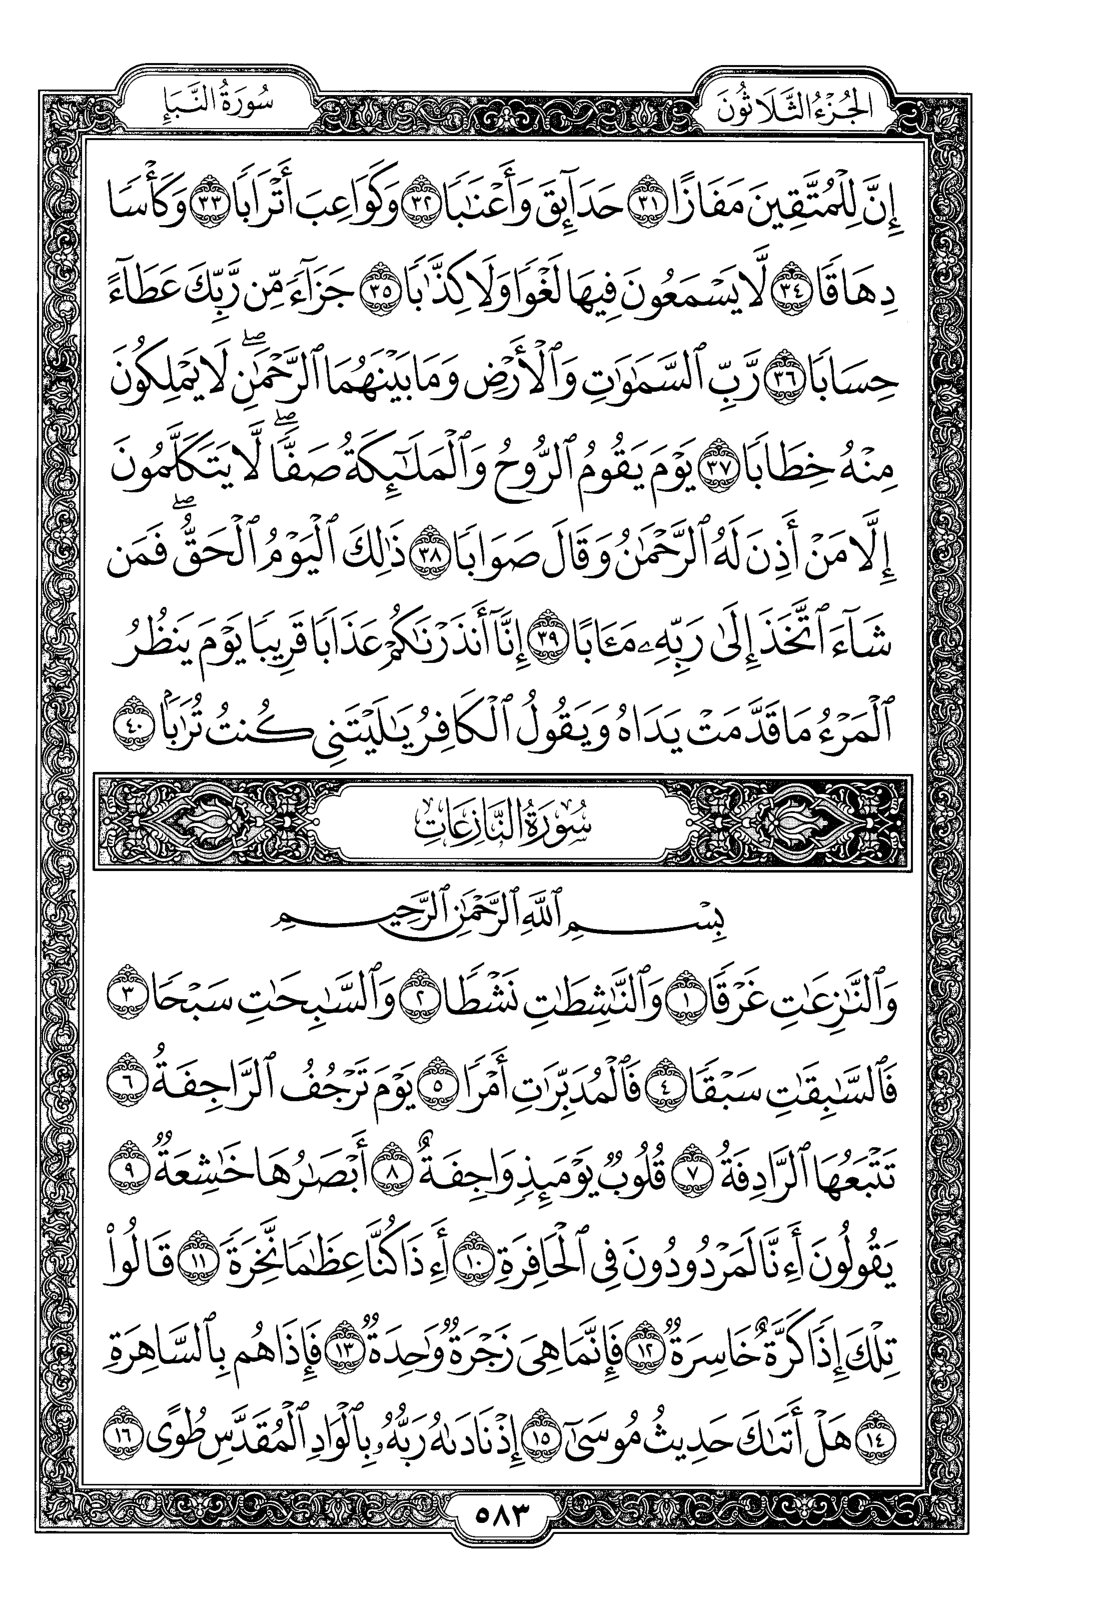 سُورَةُ النَّبَإِ
الجُزْءُ الثَّلَاثُونَ
إِنَّ لِلْمُتَّقِينَ مَفَازًا ٣١ حَدَآئِقَ وَأَعْنَٰبًا ٣٢ وَكَوَاعِبَ أَتْرَابًا ٣٣ وَكَأْسًا
دِهَاقًا ٣٤ لَّا يَسْمَعُونَ فِيهَا لَغْوًا وَلَا كِذَّٰبًا ٣٥ جَزَآءً مِّن رَّبِّكَ عَطَآءً
حِسَابًا ٣٦ رَّبِّ ٱلسَّمَٰوَٰتِ وَٱلْأَرْضِ وَمَا بَيْنَهُمَا ٱلرَّحْمَٰنِ ۖ لَا يَمْلِكُونَ
مِنْهُ خِطَابًا ٣٧ يَوْمَ يَقُومُ ٱلرُّوحُ وَٱلْمَلَٰٓئِكَةُ صَفًّا ۖ لَّا يَتَكَلَّمُونَ
إِلَّا مَنْ أَذِنَ لَهُ ٱلرَّحْمَٰنُ وَقَالَ صَوَابًا ٣٨ ذَٰلِكَ ٱلْيَوْمُ ٱلْحَقُّ ۖ فَمَن
شَآءَ ٱتَّخَذَ إِلَىٰ رَبِّهِۦ مَـَٔابًا ٣٩ إِنَّآ أَنذَرْنَٰكُمْ عَذَابًا قَرِيبًا يَوْمَ يَنظُرُ
ٱلْمَرْءُ مَا قَدَّمَتْ يَدَاهُ وَيَقُولُ ٱلْكَافِرُ يَٰلَيْتَنِى كُنتُ تُرَٰبًۢا ٤٠
سُورَةُ النَّازِعَاتِ
بِسْمِ ٱللَّهِ ٱلرَّحْمَٰنِ ٱلرَّحِيمِ
وَٱلنَّٰزِعَٰتِ غَرْقًا ١ وَٱلنَّٰشِطَٰتِ نَشْطًا ٢ وَٱلسَّٰبِحَٰتِ سَبْحًا ٣
فَٱلسَّٰبِقَٰتِ سَبْقًا ٤ فَٱلْمُدَبِّرَٰتِ أَمْرًا ٥ يَوْمَ تَرْجُفُ ٱلرَّاجِفَةُ ٦
تَتْبَعُهَا ٱلرَّادِفَةُ ٧ قُلُوبٌ يَوْمَئِذٍ وَاجِفَةٌ ٨ أَبْصَٰرُهَا خَٰشِعَةٌ ٩
يَقُولُونَ أَءِنَّا لَمَرْدُودُونَ فِى ٱلْحَافِرَةِ ١٠ أَءِذَا كُنَّا عِظَٰمًا نَّخِرَةً ١١ قَالُوا۟
تِلْكَ إِذًا كَرَّةٌ خَاسِرَةٌ ١٢ فَإِنَّمَا هِىَ زَجْرَةٌ وَٰحِدَةٌ ١٣ فَإِذَا هُم بِٱلسَّاهِرَةِ
١٤ هَلْ أَتَىٰكَ حَدِيثُ مُوسَىٰٓ ١٥ إِذْ نَادَىٰهُ رَبُّهُۥ بِٱلْوَادِ ٱلْمُقَدَّسِ طُوًى ١٦
٥٨٣